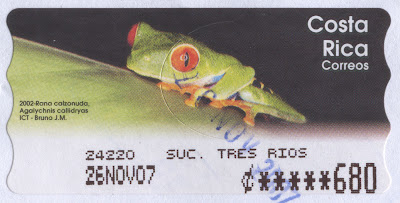 Costa
Rica
Correos
2002-Rana calzonuda,
Agalychnis callidryas
ICT - Bruno J.M.
24220 SUC. TRES RIOS
26NOV07 ¢*****680